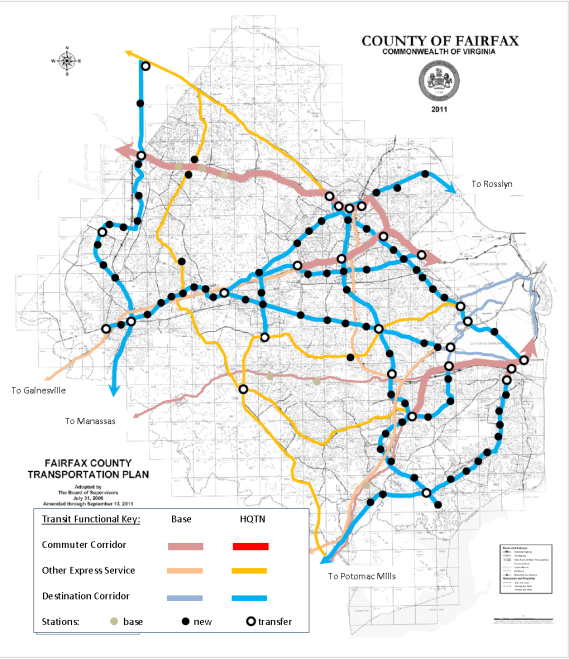 COUNTY OF FAIRFAX
COMMONWEALTH OF VIRGINIA
2011
N
W E
S
To Rosslyn
To Gainesville
To Manassas
To Potomac Mills
FAIRFAX COUNTY
TRANSPORTATION PLAN
Adopted by
The Board of Supervisors
July 31, 2006
Amended through September 13, 2011
Transit Functional Key: Base HQTN
Commuter Corridor
Other Express Service
Destination Corridor
Stations: base new transfer